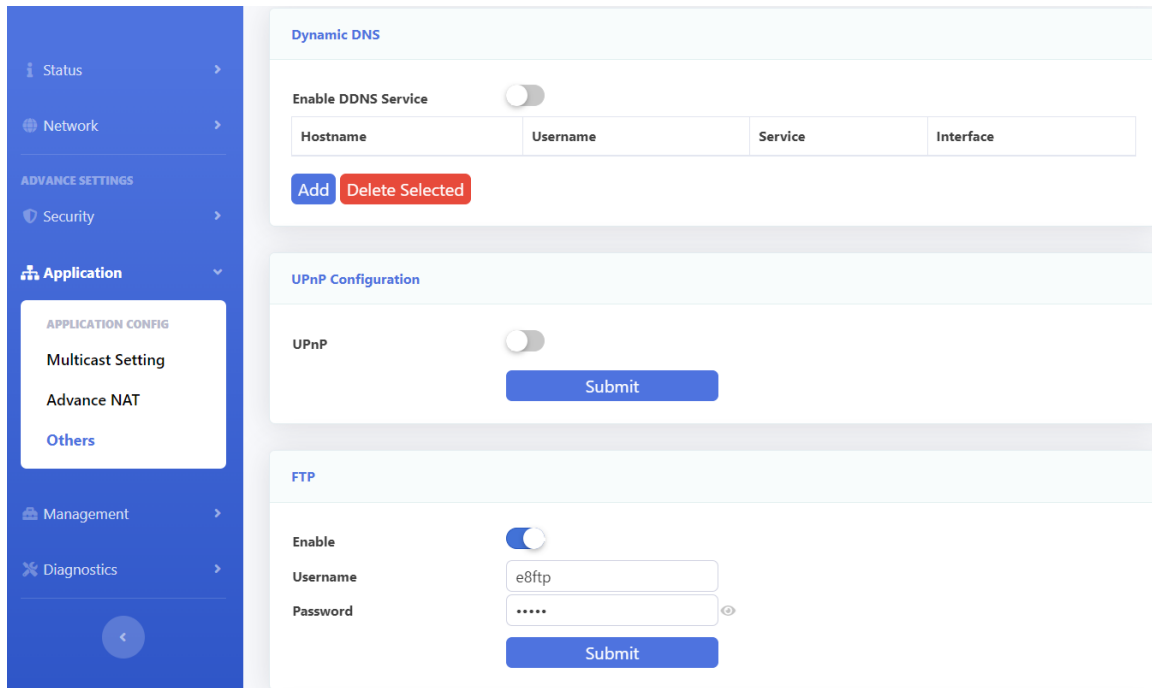 Status
Network
ADVANCE SETTINGS
Security
Application
APPLICATION CONFIG
Multicast Setting
Advance NAT
Others
Management
Diagnostics
Dynamic DNS
Enable DDNS Service
Hostname Username Service Interface
Add Delete Selected
UPnP Configuration
UPnP
Submit
FTP
Enable
Username e8ftp
Password •••••
Submit